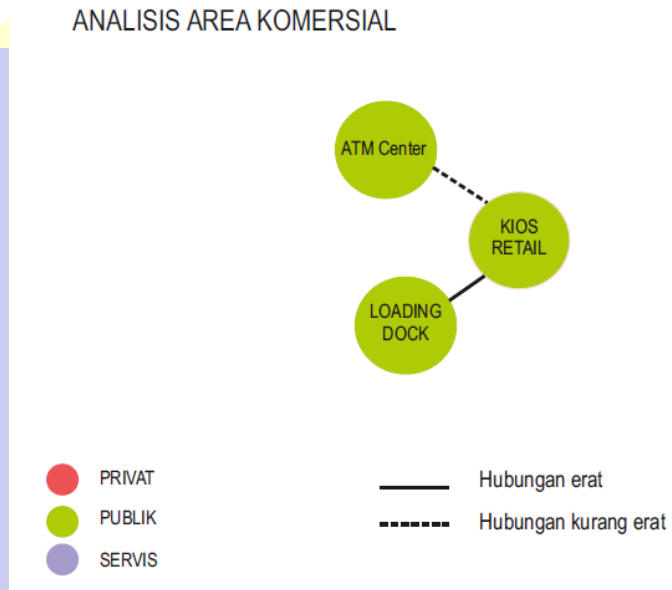 ANALISIS AREA KOMERSIAL
ATM Center
KIOS
RETAIL
LOADING
DOCK
PRIVAT
PUBLIK
SERVIS
Hubungan erat
Hubungan kurang erat